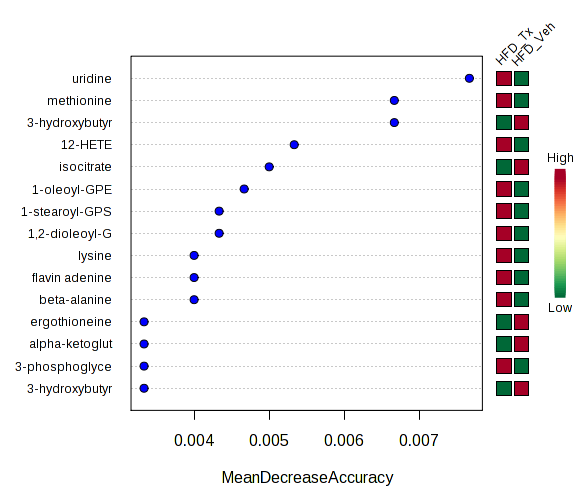 HFD_Tx
HFD_Veh
uridine
methionine
3-hydroxybutyr
12-HETE
isocitrate
1-oleoyl-GPE
1-stearoyl-GPS
1,2-dioleoyl-G
lysine
flavin adenine
beta-alanine
ergothioneine
alpha-ketoglut
3-phosphoglyce
3-hydroxybutyr
High
Low
0.004 0.005 0.006 0.007
MeanDecreaseAccuracy